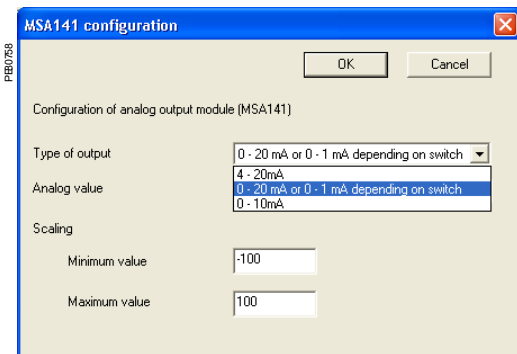 PE80758
MSA141 configuration
OK
Cancel
Configuration of analog output module (MSA141)
Type of output
0 - 20 mA or 0 - 1 mA depending on switch
4 - 20mA
0 - 20 mA or 0 - 1 mA depending on switch
0 - 10mA
Analog value
Scaling
Minimum value
-100
Maximum value
100